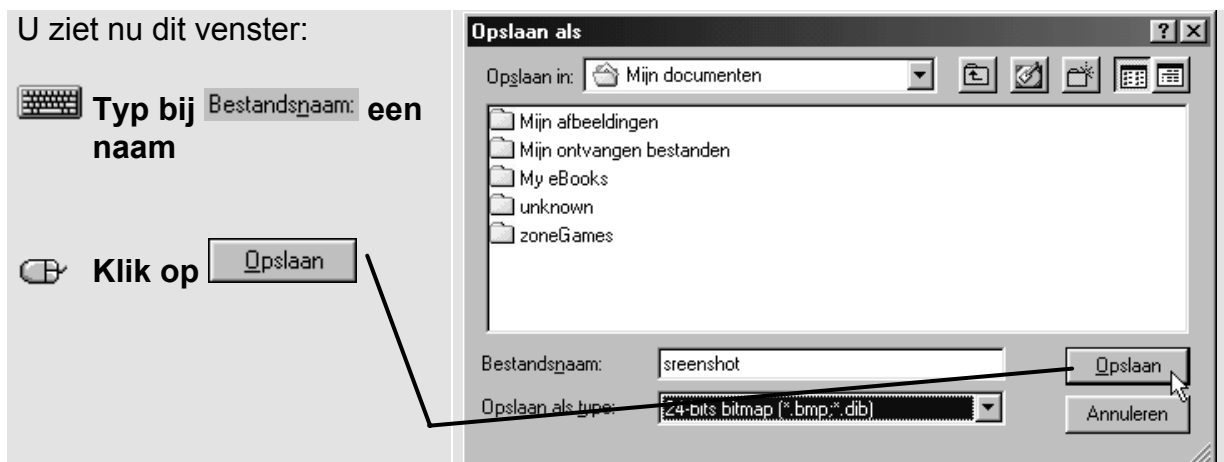 U ziet nu dit venster:
Typ bij Bestandsnaam: een
naam
Klik op Opslaan
Opslaan als
Opslaan in: Mijn documenten
Mijn afbeeldingen
Mijn ontvangen bestanden
My eBooks
unknown
zoneGames
Bestandsnaam: sreenshot Opslaan
Opslaan als type: 24-bits bitmap (*.bmp;*.dib) Annuleren